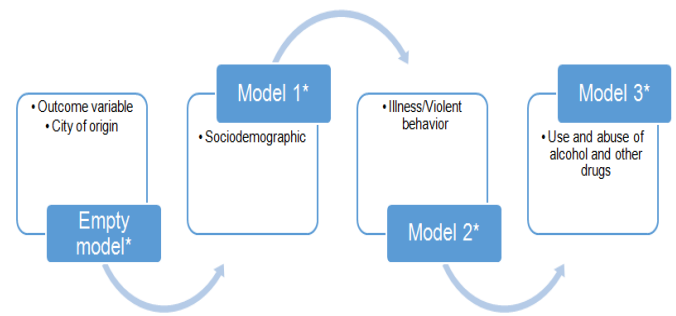 • Outcome variable
• City of origin
Empty
model*
Model 1*
• Sociodemographic
• Illness/Violent
behavior
Model 2*
Model 3*
• Use and abuse of
alcohol and other
drugs